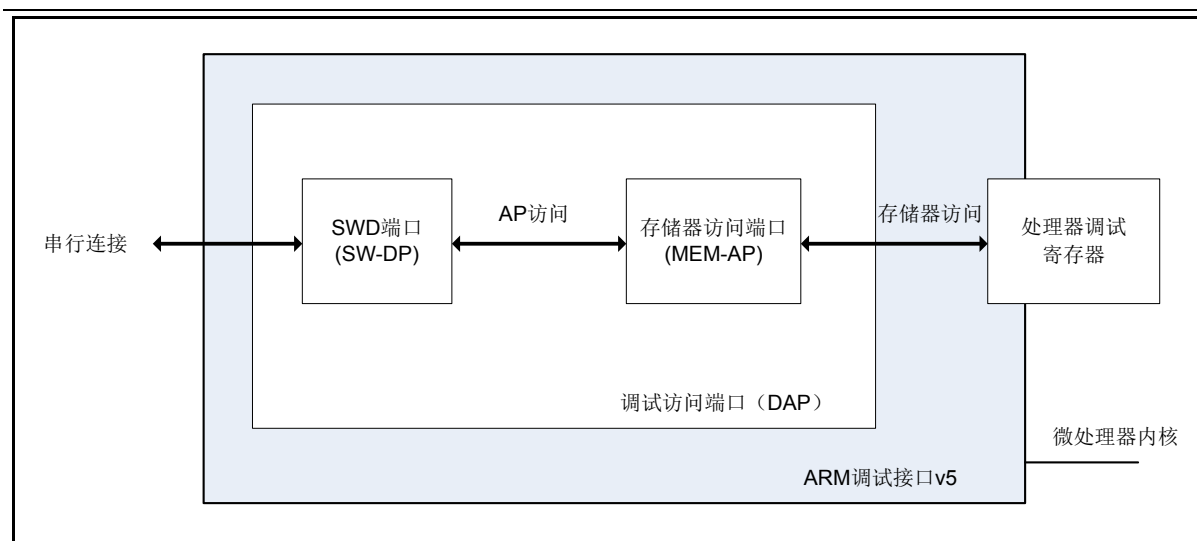 串行连接
SWD端口
(SW-DP)
AP访问
存储器访问端口
(MEM-AP)
存储器访问
处理器调试
寄存器
调试访问端口（DAP）
微处理器内核
ARM调试接口v5